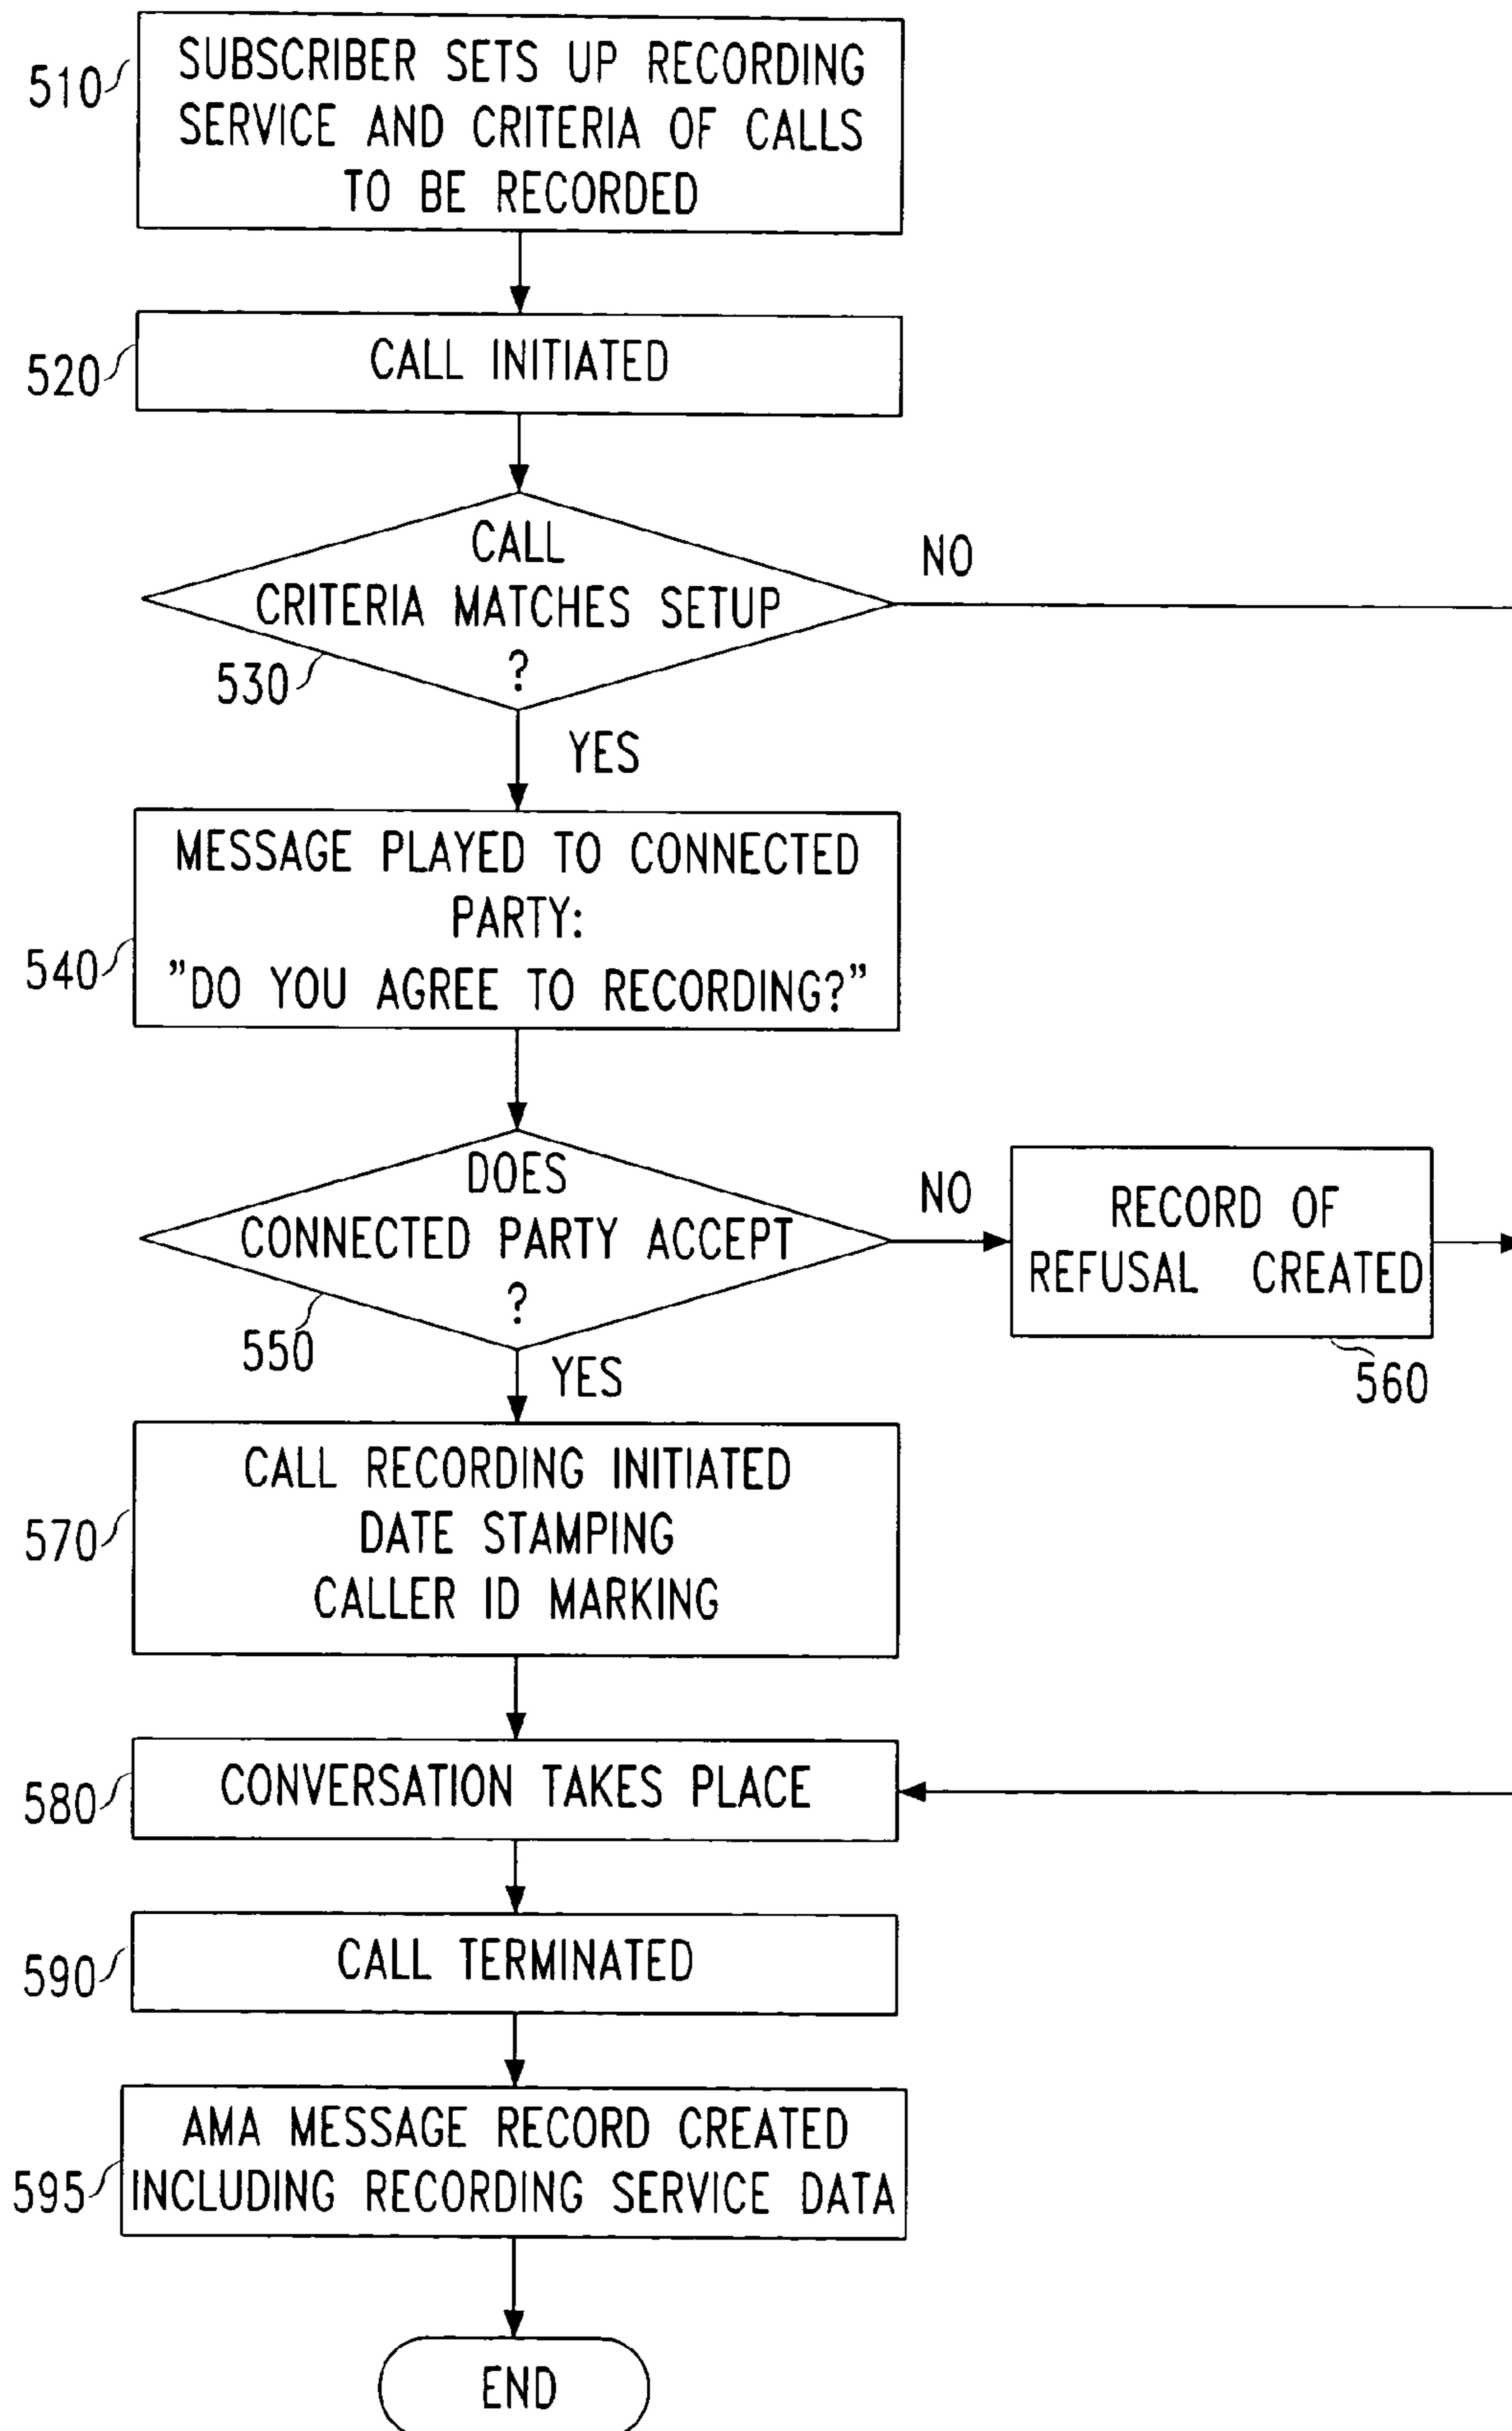 510
SUBSCRIBER SETS UP RECORDING
SERVICE AND CRITERIA OF CALLS
TO BE RECORDED
520
CALL INITIATED
CALL
CRITERIA MATCHES SETUP
?
530
NO
YES
540
MESSAGE PLAYED TO CONNECTED
PARTY:
"DO YOU AGREE TO RECORDING?"
DOES
CONNECTED PARTY ACCEPT
?
550
NO
RECORD OF
REFUSAL CREATED
560
YES
570
CALL RECORDING INITIATED
DATE STAMPING
CALLER ID MARKING
580
CONVERSATION TAKES PLACE
590
CALL TERMINATED
595
AMA MESSAGE RECORD CREATED
INCLUDING RECORDING SERVICE DATA
END